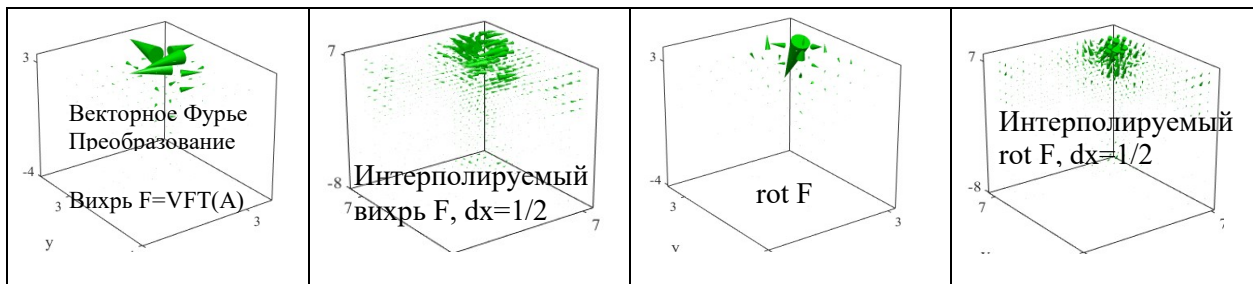 3
Векторное Фурье
Преобразование
-4
Вихрь F=VFT(A)
3
3
y
7
-8
Интерполируемый
вихрь F, dx=1/2
7
7
3
-4
rot F
3
3
7
Интерполируемый
rot F, dx=1/2
-8
7
7